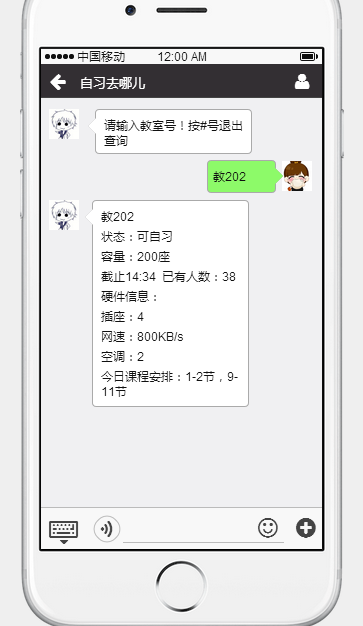 中国移动 12:00 AM
自习去哪儿
请输入教室号！按#号退出
查询
教202
教202
状态：可自习
容量：200座
截止14:34 已有人数：38
硬件信息：
插座：4
网速：800KB/s
空调：2
今日课程安排：1-2节，9-
11节